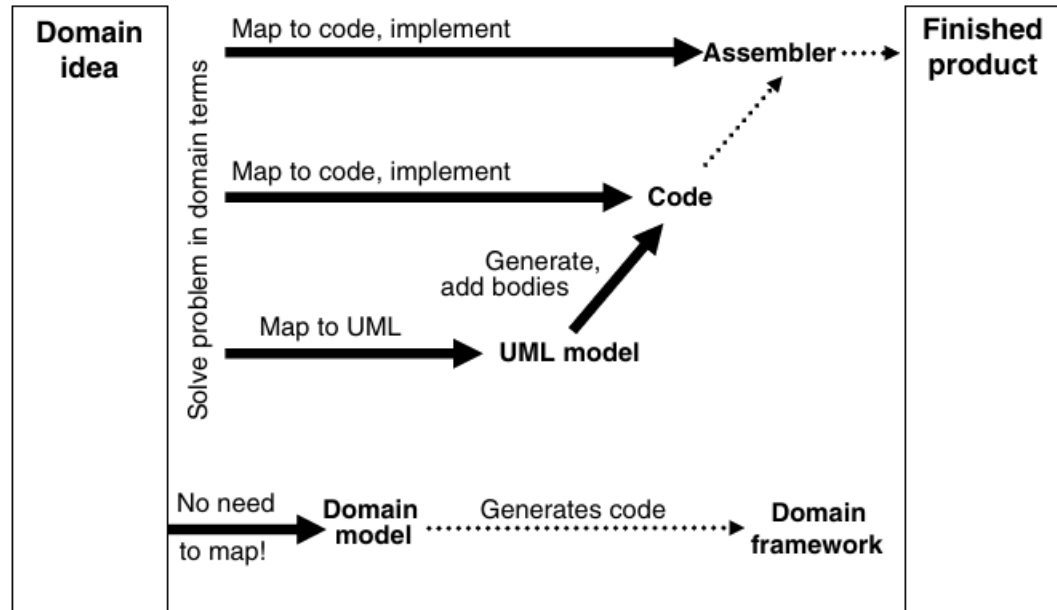 Domain
idea
Finished
product
Solve problem in domain terms
Map to code, implement
Assembler
Map to code, implement
Code
Generate,
add bodies
Map to UML
UML model
No need
to map!
Domain
model
Generates code
Domain
framework